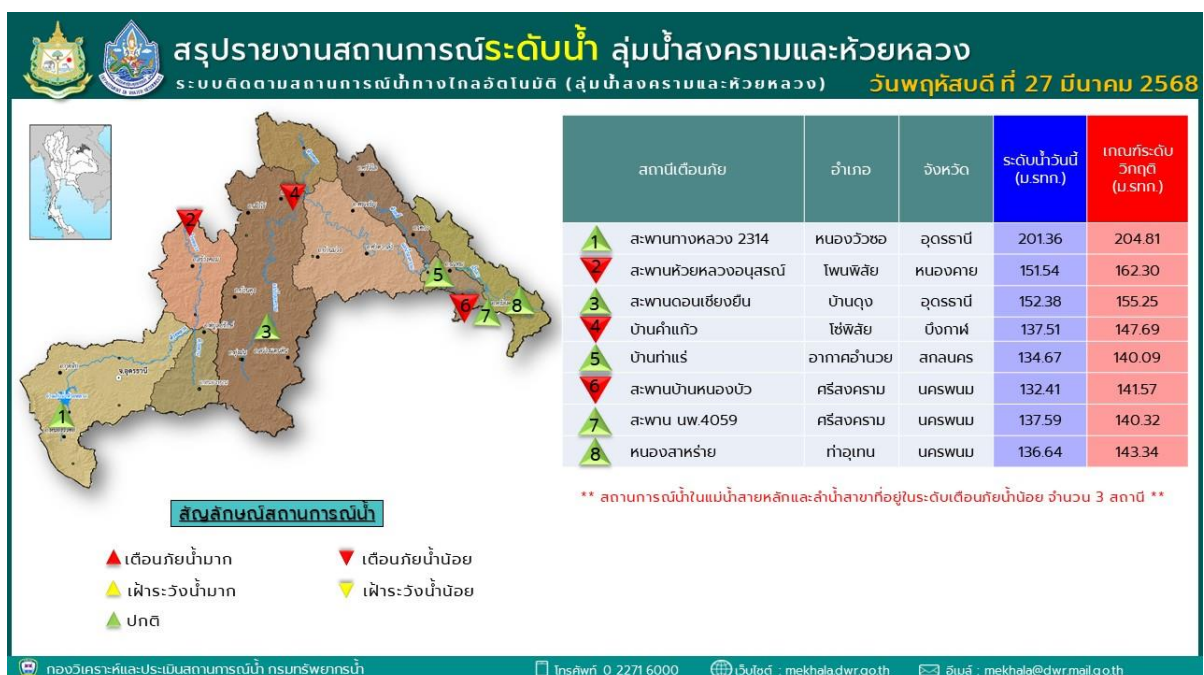 สรุปรายงานสถานการณ์ระดับน้ำ ลุ่มน้ำสงครามและห้วยหลวง
ระบบติดตามสถานการณ์น้ำทางไกลอัตโนมัติ (ลุ่มน้ำสงครามและห้วยหลวง) วันพฤหัสบดี ที่ 27 มีนาคม 2568
สถานีเตือนภัย อำเภอ จังหวัด ระดับน้ำวันนี้ (ม.รทก.) เกณฑ์ระดับวิกฤติ (ม.รทก.)
1 สะพานทางหลวง 2314 หนองวัวซอ อุดรธานี 201.36 204.81
2 สะพานห้วยหลวงอนุสรณ์ โพนพิสัย หนองคาย 151.54 162.30
3 สะพานดอนเชียงยืน บ้านดุง อุดรธานี 152.38 155.25
4 บ้านคำแก้ว โซ่พิสัย บึงกาฬ 137.51 147.69
5 บ้านท่าแร่ อากาศอำนวย สกลนคร 134.67 140.09
6 สะพานบ้านหนองบัว ศรีสงคราม นครพนม 132.41 141.57
7 สะพาน นพ.4059 ศรีสงคราม นครพนม 137.59 140.32
8 หนองสาหร่าย ท่าอุเทน นครพนม 136.64 143.34
** สถานการณ์น้ำในแม่น้ำสายหลักและลำน้ำสาขาที่อยู่ในระดับเตือนภัยน้ำน้อย จำนวน 3 สถานี **
2
4
5
6
7
8
3
จ.อุดรธานี
1
สัญลักษณ์สถานการณ์น้ำ
เตือนภัยน้ำมาก เตือนภัยน้ำน้อย
เฝ้าระวังน้ำมาก เฝ้าระวังน้ำน้อย
ปกติ
กองวิเคราะห์และประเมินสถานการณ์น้ำ กรมทรัพยากรน้ำ โทรศัพท์ 0 2271 6000 เว็บไซต์ : mekhala.dwr.go.th อีเมล์ : mekhala@dwr.mail.go.th